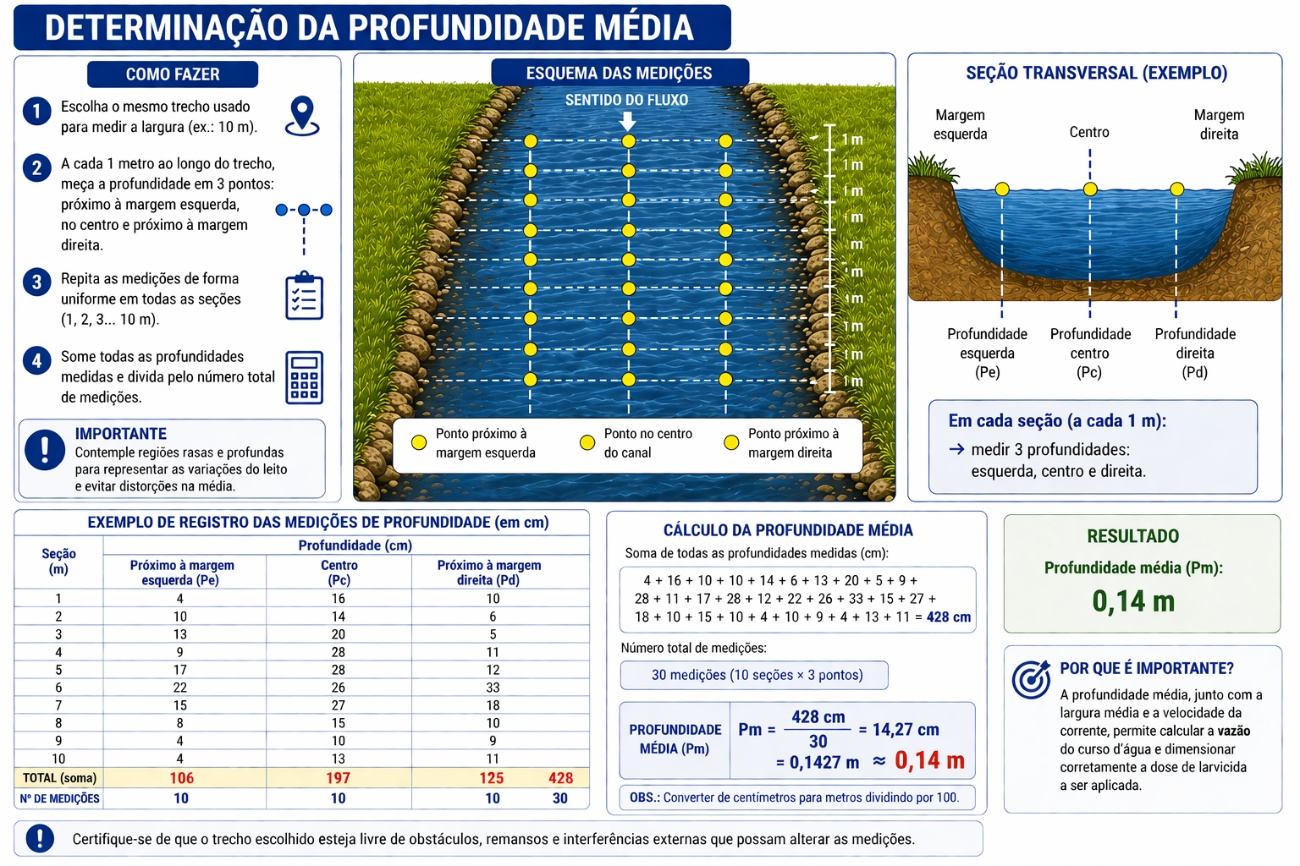 DETERMINAÇÃO DA PROFUNDIDADE MÉDIA
COMO FAZER
1
Escolha o mesmo trecho usado
para medir a largura (ex.: 10 m).
2
A cada 1 metro ao longo do trecho,
meça a profundidade em 3 pontos:
próximo à margem esquerda,
no centro e próximo à margem
direita.
3
Repita as medições de forma
uniforme em todas as seções
(1, 2, 3... 10 m).
4
Some todas as profundidades
medidas e divida pelo número total
de medições.
IMPORTANTE
Contemple regiões rasas e profundas
para representar as variações do leito
e evitar distorções na média.
ESQUEMA DAS MEDIÇÕES
SENTIDO DO FLUXO
1 m
1 m
1 m
m
m
m
1 m
1 m
1 m
Ponto próximo à
margem esquerda
Ponto no centro
do canal
Ponto próximo à
margem direita
SEÇÃO TRANSVERSAL (EXEMPLO)
Margem
esquerda
Centro
Margem
direita
Profundidade
esquerda
(Pe)
Profundidade
centro
(Pc)
Profundidade
direita
(Pd)
Em cada seção (a cada 1 m):
→ medir 3 profundidades:
esquerda, centro e direita.
EXEMPLO DE REGISTRO DAS MEDIÇÕES DE PROFUNDIDADE (em cm)
Seção
(m)
Profundidade (cm)
Próximo à margem
esquerda (Pe)
Centro
(Pc)
Próximo à margem
direita (Pd)
1 4 16 10
2 10 14 6
3 13 20 5
4 9 28 11
5 17 28 12
6 22 26 33
7 15 27 18
8 8 15 10
9 4 10 9
10 4 13 11
TOTAL (soma) 106 197 125 428
Nº DE MEDIÇÕES 10 10 10 30
CÁLCULO DA PROFUNDIDADE MÉDIA
Soma de todas as profundidades medidas (cm):
4 + 16 + 10 + 10 + 14 + 6 + 13 + 20 + 5 + 9 +
28 + 11 + 17 + 28 + 12 + 22 + 26 + 33 + 15 + 27 +
18 + 10 + 15 + 10 + 4 + 10 + 9 + 4 + 13 + 11 = 428 cm
Número total de medições:
30 medições (10 seções × 3 pontos)
PROFUNDIDADE
MÉDIA (Pm)
Pm = 428 cm / 30 = 14,27 cm
= 0,1427 m ≈ 0,14 m
OBS.: Converter de centímetros para metros dividindo por 100.
RESULTADO
Profundidade média (Pm):
0,14 m
POR QUE É IMPORTANTE?
A profundidade média, junto com a
largura média e a velocidade da
corrente, permite calcular a vazão
do curso d'água e dimensionar
corretamente a dose de larvicida
a ser aplicada.
Certifique-se de que o trecho escolhido esteja livre de obstáculos, remansos e interferências externas que possam alterar as medições.